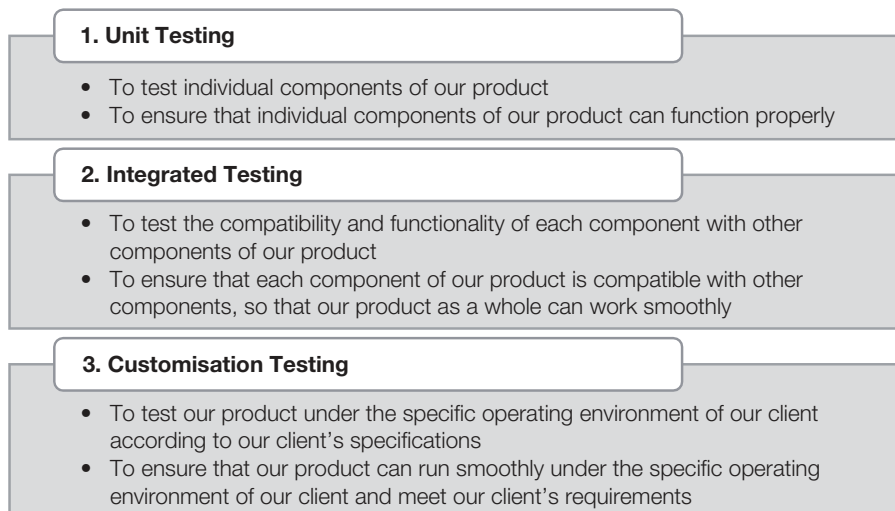 1. Unit Testing
• To test individual components of our product
• To ensure that individual components of our product can function properly
2. Integrated Testing
• To test the compatibility and functionality of each component with other
components of our product
• To ensure that each component of our product is compatible with other
components, so that our product as a whole can work smoothly
3. Customisation Testing
• To test our product under the specific operating environment of our client
according to our client’s specifications
• To ensure that our product can run smoothly under the specific operating
environment of our client and meet our client’s requirements